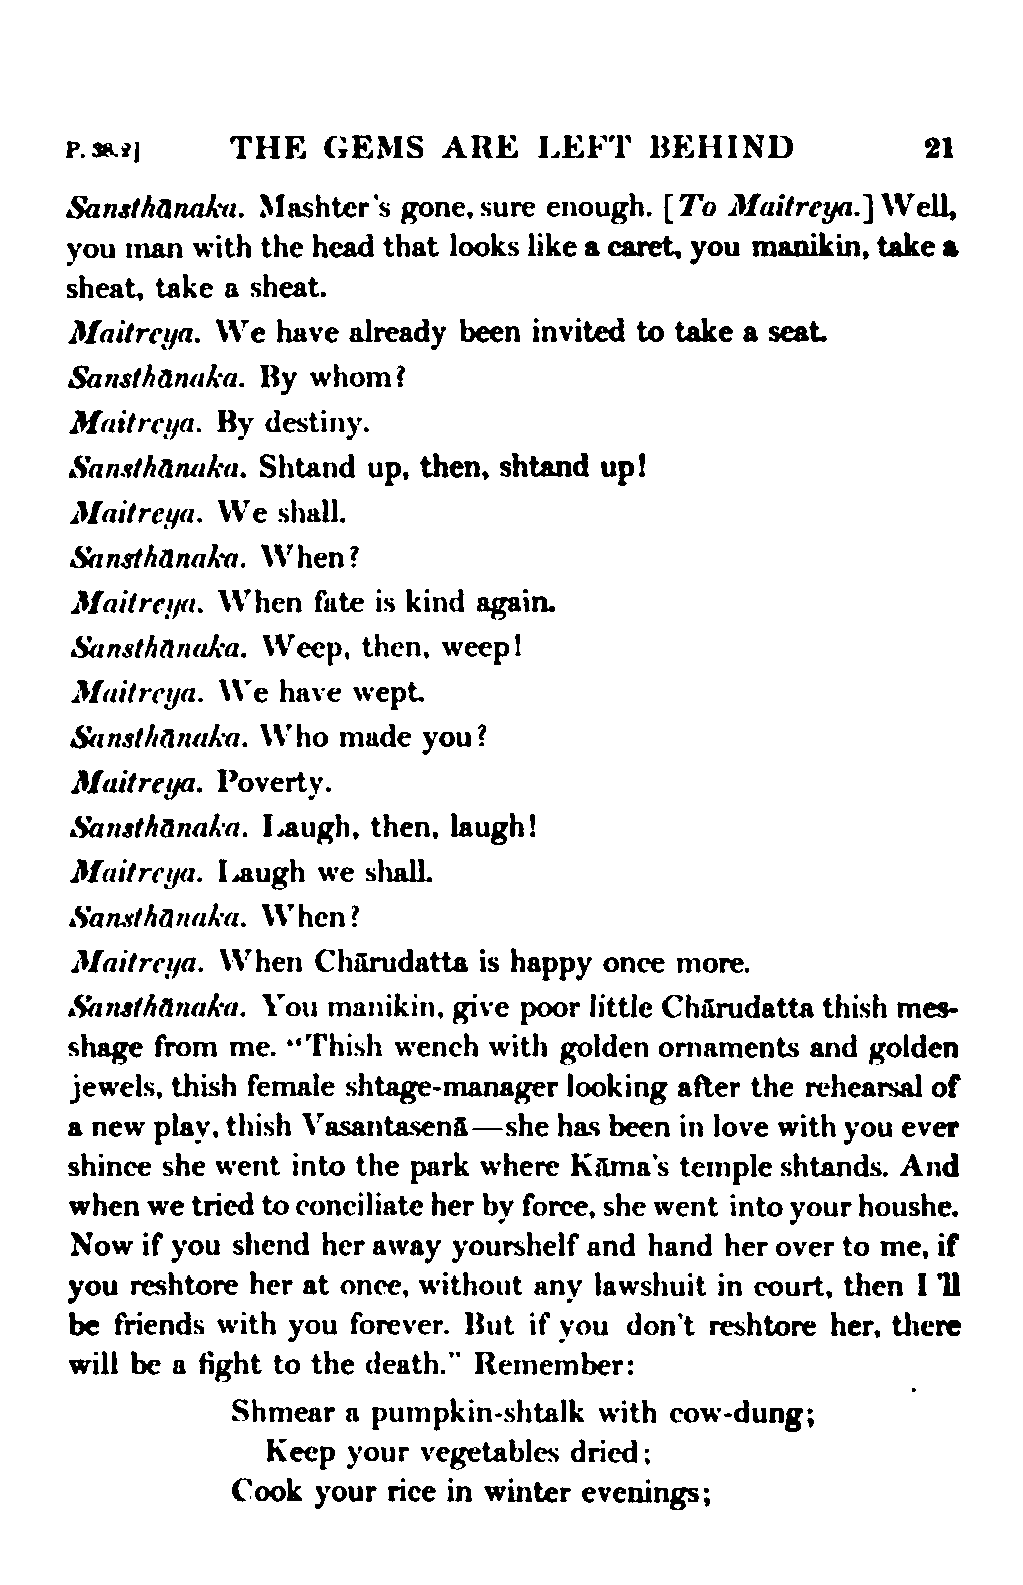 P. 38.2] THE GEMS ARE LEFT BEHIND 21
Sansthānaka. Mashter's gone, sure enough. [To Maitreya.] Well,
you man with the head that looks like a caret, you manikin, take a
sheat, take a sheat.
Maitreya. We have already been invited to take a seat.
Sansthānaka. By whom?
Maitreya. By destiny.
Sansthānaka. Shtand up, then, shtand up!
Maitreya. We shall.
Sansthānaka. When?
Maitreya. When fate is kind again.
Sansthānaka. Weep, then, weep!
Maitreya. We have wept.
Sansthānaka. Who made you?
Maitreya. Poverty.
Sansthānaka. Laugh, then, laugh!
Maitreya. Laugh we shall.
Sansthānaka. When?
Maitreya. When Chārudatta is happy once more.
Sansthānaka. You manikin, give poor little Chārudatta thish mes-
shage from me. "Thish wench with golden ornaments and golden
jewels, thish female shtage-manager looking after the rehearsal of
a new play, thish Vasantasenā—she has been in love with you ever
shince she went into the park where Kāma's temple shtands. And
when we tried to conciliate her by force, she went into your houshe.
Now if you shend her away yourshelf and hand her over to me, if
you reshtore her at once, without any lawshuit in court, then I 'll
be friends with you forever. But if you don't reshtore her, there
will be a fight to the death." Remember:
Shmear a pumpkin-shtalk with cow-dung;
Keep your vegetables dried;
Cook your rice in winter evenings;